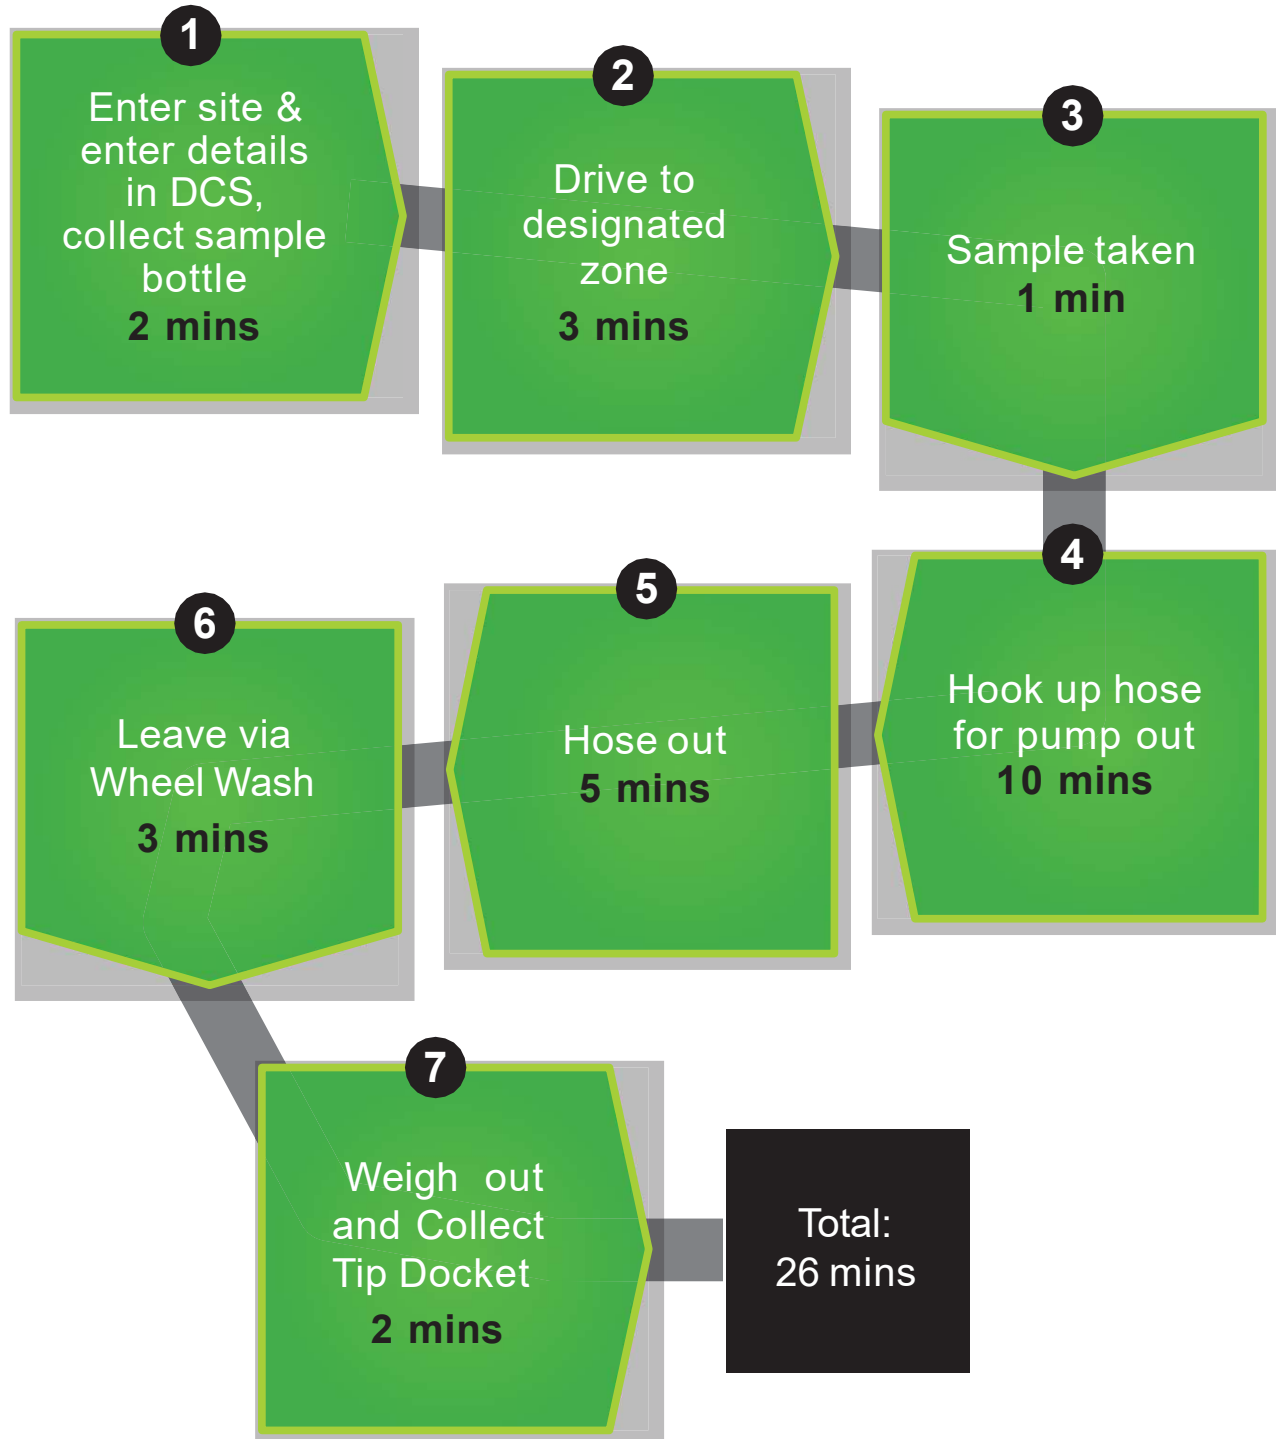 1
Enter site &
enter details
in DCS,
collect sample
bottle
2 mins
2
Drive to
designated
zone
3 mins
3
Sample taken
1 min
4
Hook up hose
for pump out
10 mins
5
Hose out
5 mins
6
Leave via
Wheel Wash
3 mins
7
Weigh out
and Collect
Tip Docket
2 mins
Total:
26 mins